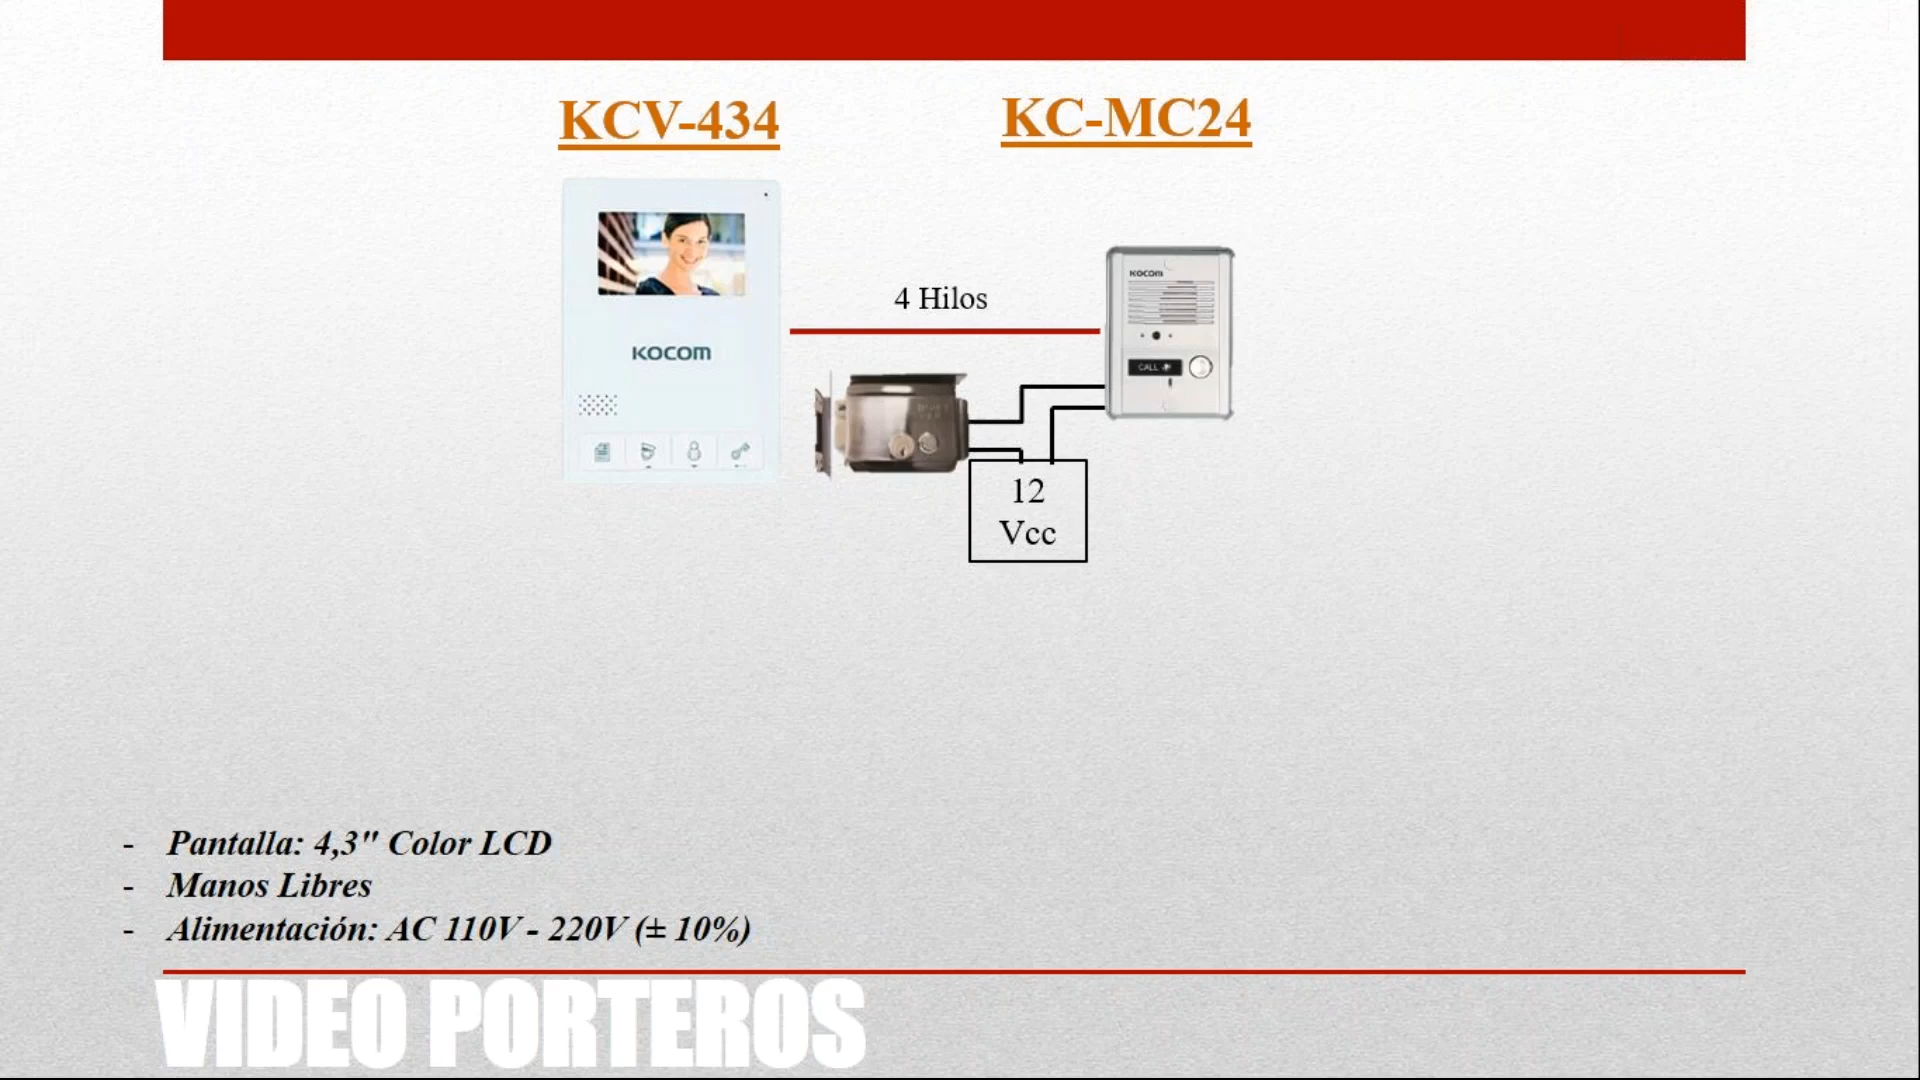 KCV-434
KC-MC24
KOCOM
4 Hilos
KOCOM
CALL
12
Vcc
- Pantalla: 4,3" Color LCD
- Manos Libres
- Alimentación: AC 110V - 220V (± 10%)
VIDEO PORTEROS